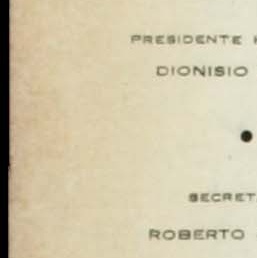 PRESIDENTE
DIONISIO
SECRET
ROBERTO